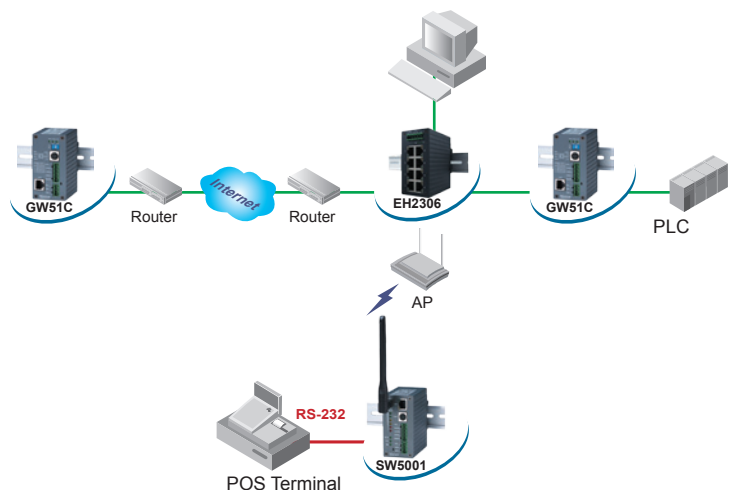 GW51C
Router
Internet
Router
EH2306
GW51C
PLC
AP
RS-232
SW5001
POS Terminal